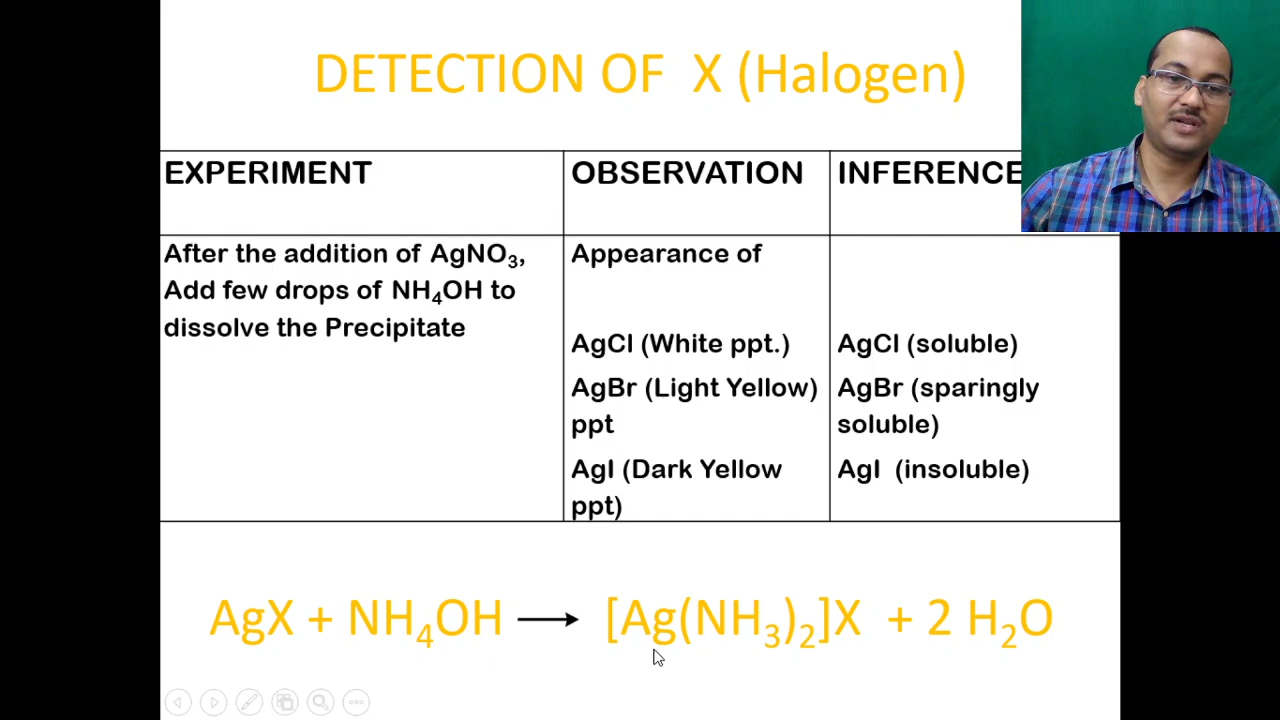 DETECTION OF X (Halogen)
EXPERIMENT
OBSERVATION
INFERENCE
After the addition of AgNO₃,
Add few drops of NH₄OH to
dissolve the Precipitate
Appearance of
AgCl (White ppt.)
AgBr (Light Yellow)
ppt
AgI (Dark Yellow
ppt)
AgCl (soluble)
AgBr (sparingly
soluble)
AgI (insoluble)
AgX + NH₄OH ⟶ [Ag(NH₃)₂]X + 2 H₂O